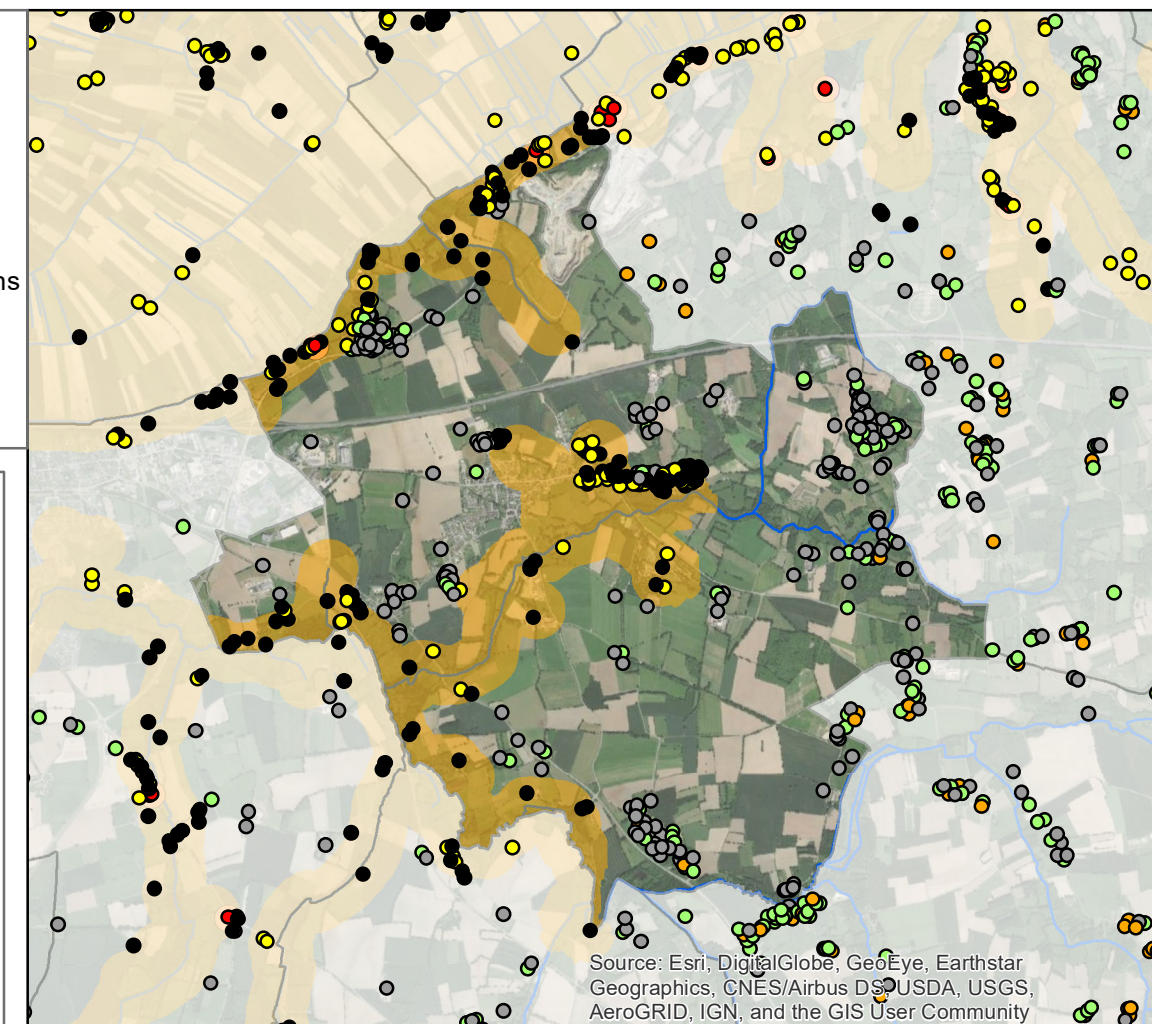 ns
Source: Esri, DigitalGlobe, GeoEye, Earthstar
Geographics, CNES/Airbus DS, USDA, USGS,
AeroGRID, IGN, and the GIS User Community